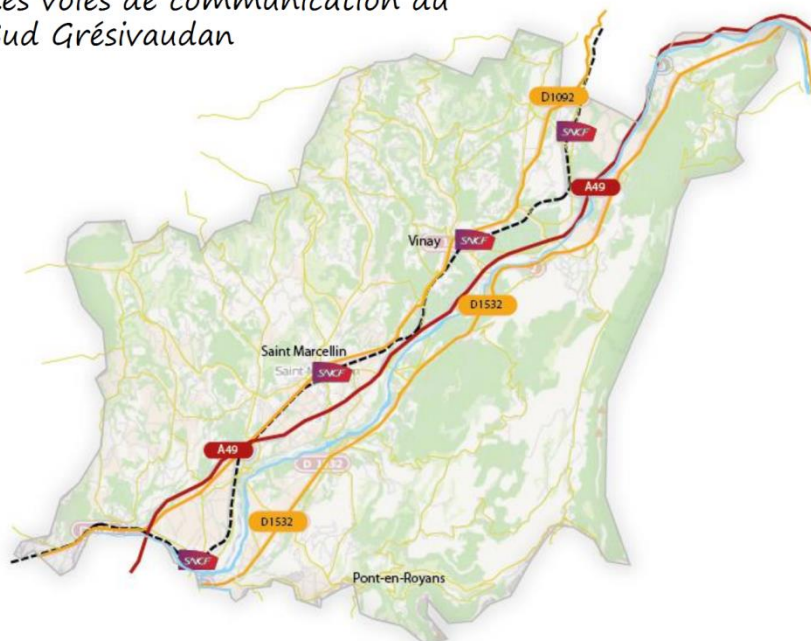 les voies de communication du
Sud Grésivaudan
D1092
SNCF
A49
Vinay
SNCF
D1532
Saint Marcellin
SNCF
A49
D1532
SNCF
Pont-en-Royans